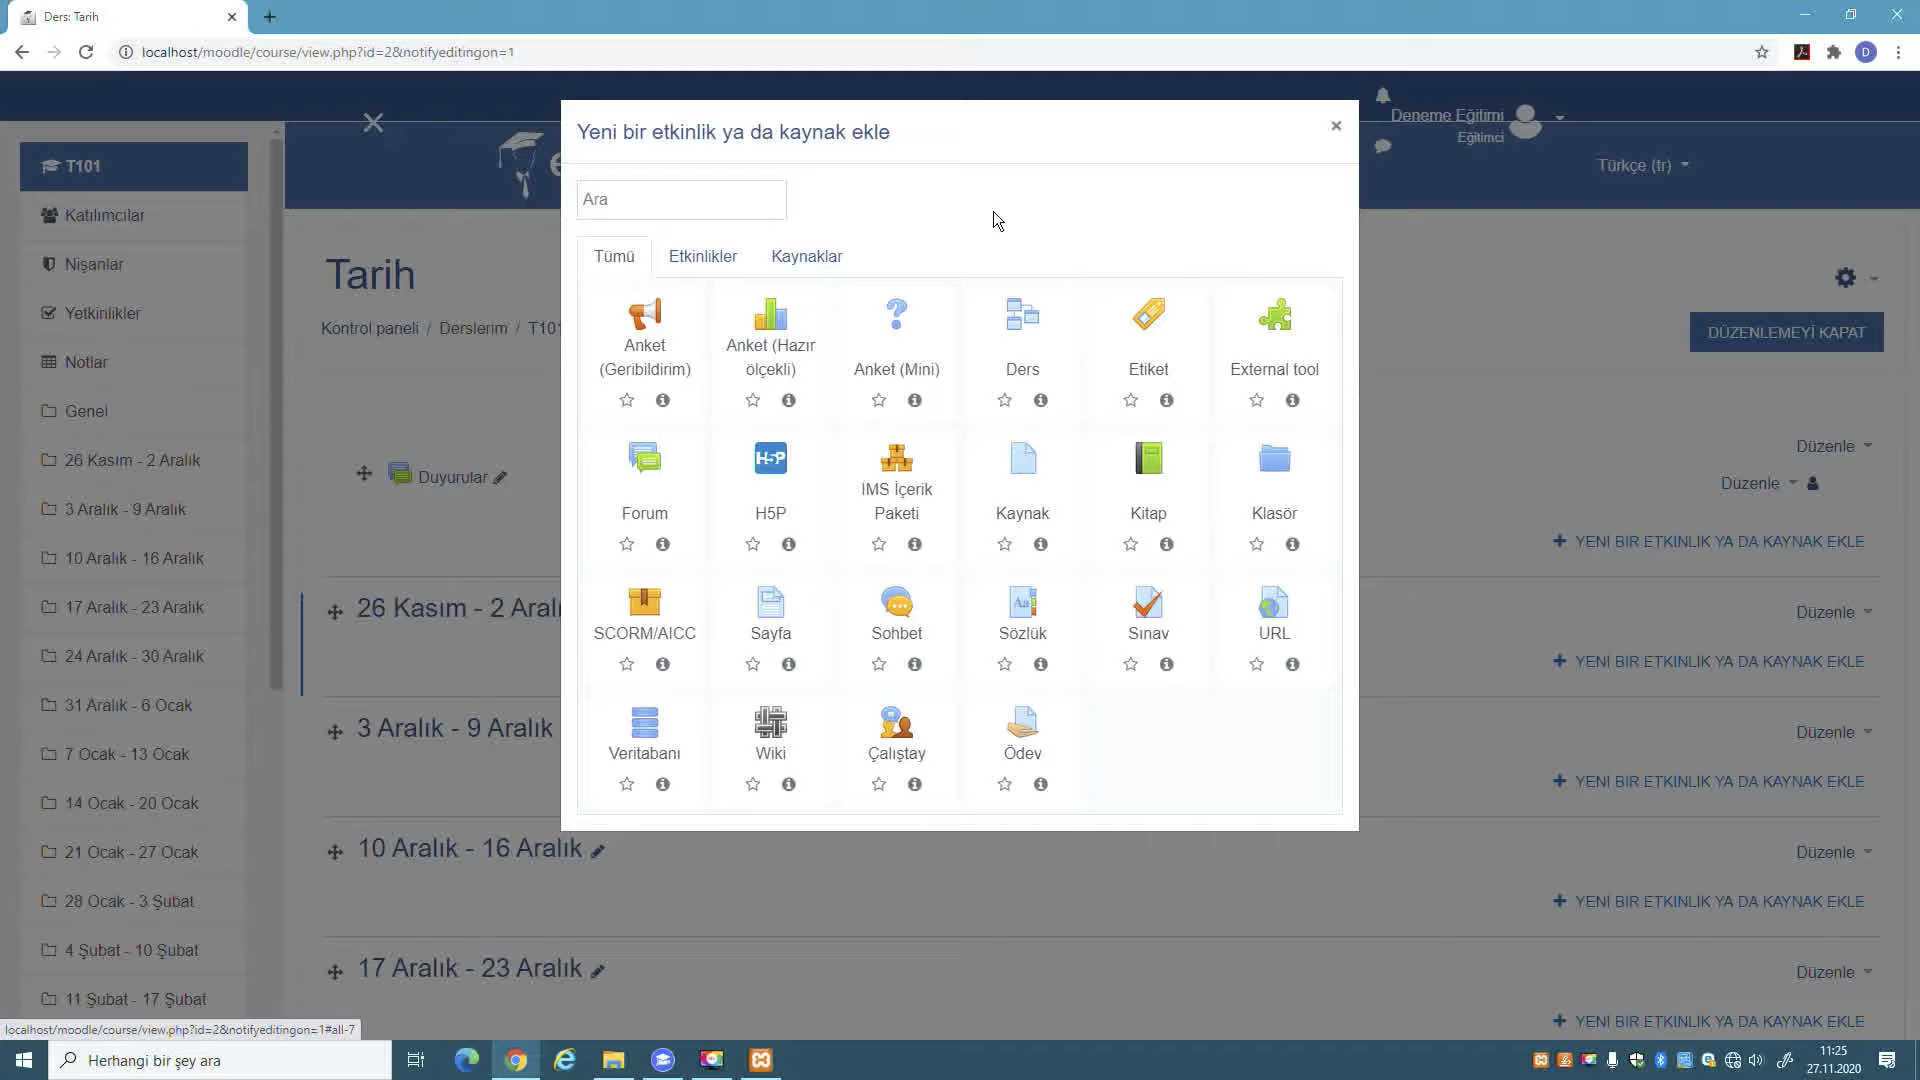 Ders: Tarih
localhost/moodle/course/view.php?id=2&notifyeditingon=1
D
T101
Katılımcılar
Nişanlar
Yetkinlikler
Notlar
Genel
26 Kasım - 2 Aralık
3 Aralık - 9 Aralık
10 Aralık - 16 Aralık
17 Aralık - 23 Aralık
24 Aralık - 30 Aralık
31 Aralık - 6 Ocak
7 Ocak - 13 Ocak
14 Ocak - 20 Ocak
21 Ocak - 27 Ocak
28 Ocak - 3 Şubat
4 Şubat - 10 Şubat
11 Şubat - 17 Şubat
Deneme Eğitimi
Eğitimci
Türkçe (tr)
Tarih
Kontrol paneli / Derslerim / T101
DÜZENLEMEYI KAPAT
Düzenle
Duyurular
Düzenle
+ YENI BIR ETKINLIK YA DA KAYNAK EKLE
26 Kasım - 2 Aralı
Düzenle
+ YENI BIR ETKINLIK YA DA KAYNAK EKLE
3 Aralık - 9 Aralık
Düzenle
+ YENI BIR ETKINLIK YA DA KAYNAK EKLE
10 Aralık - 16 Aralık
Düzenle
+ YENI BIR ETKINLIK YA DA KAYNAK EKLE
17 Aralık - 23 Aralık
Düzenle
+ YENI BIR ETKINLIK YA DA KAYNAK EKLE
Yeni bir etkinlik ya da kaynak ekle
Ara
Tümü Etkinlikler Kaynaklar
Anket (Geribildirim)
Anket (Hazır ölçekli)
Anket (Mini)
Ders
Etiket
External tool
Forum
H5P
H5P
IMS İçerik Paketi
Kaynak
Kitap
Klasör
SCORM/AICC
Sayfa
Sohbet
Aa
Sözlük
Sınav
URL
Veritabanı
Wiki
Çalıştay
Ödev
localhost/moodle/course/view.php?id=2&notifyeditingon=1#all-7
Herhangi bir şey ara
11:25
27.11.2020